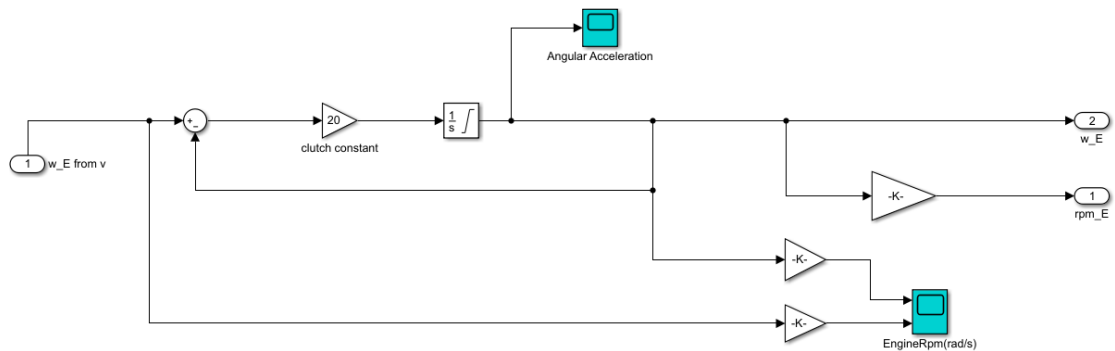 Angular Acceleration
+
-
20
clutch constant
1
s
2
w_E
1
w_E from v
-K-
1
rpm_E
-K-
-K-
EngineRpm(rad/s)